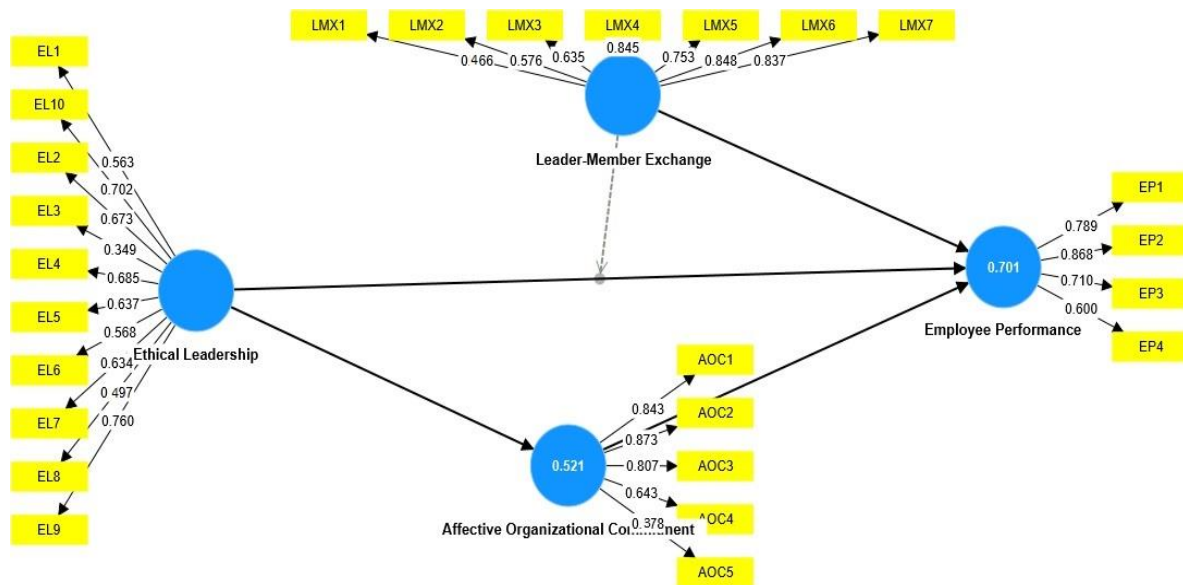 LMX1 LMX2 LMX3 LMX4 LMX5 LMX6 LMX7
0.466 0.576 0.635 0.845 0.753 0.848 0.837
Leader-Member Exchange
EL1
EL10
EL2
EL3
EL4
EL5
EL6
EL7
EL8
EL9
0.563
0.702
0.673
0.349
0.685
0.637
0.568
0.634
0.497
0.760
Ethical Leadership
0.701
Employee Performance
0.789
0.868
0.710
0.600
EP1
EP2
EP3
EP4
0.521
Affective Organizational
0.843
0.873
0.807
0.643
0.378
AOC1
AOC2
AOC3
AOC4
AOC5